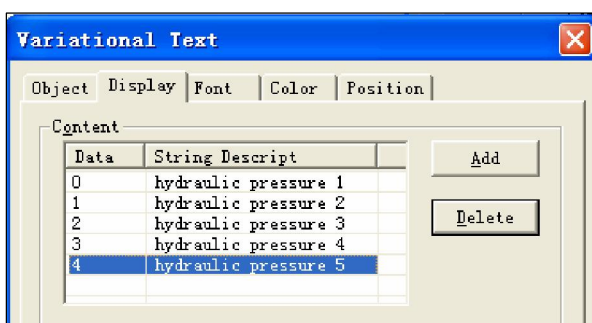 Variational Text
Object Display Font Color Position
Content
Data String Descript
0 hydraulic pressure 1
1 hydraulic pressure 2
2 hydraulic pressure 3
3 hydraulic pressure 4
4 hydraulic pressure 5
Add
Delete